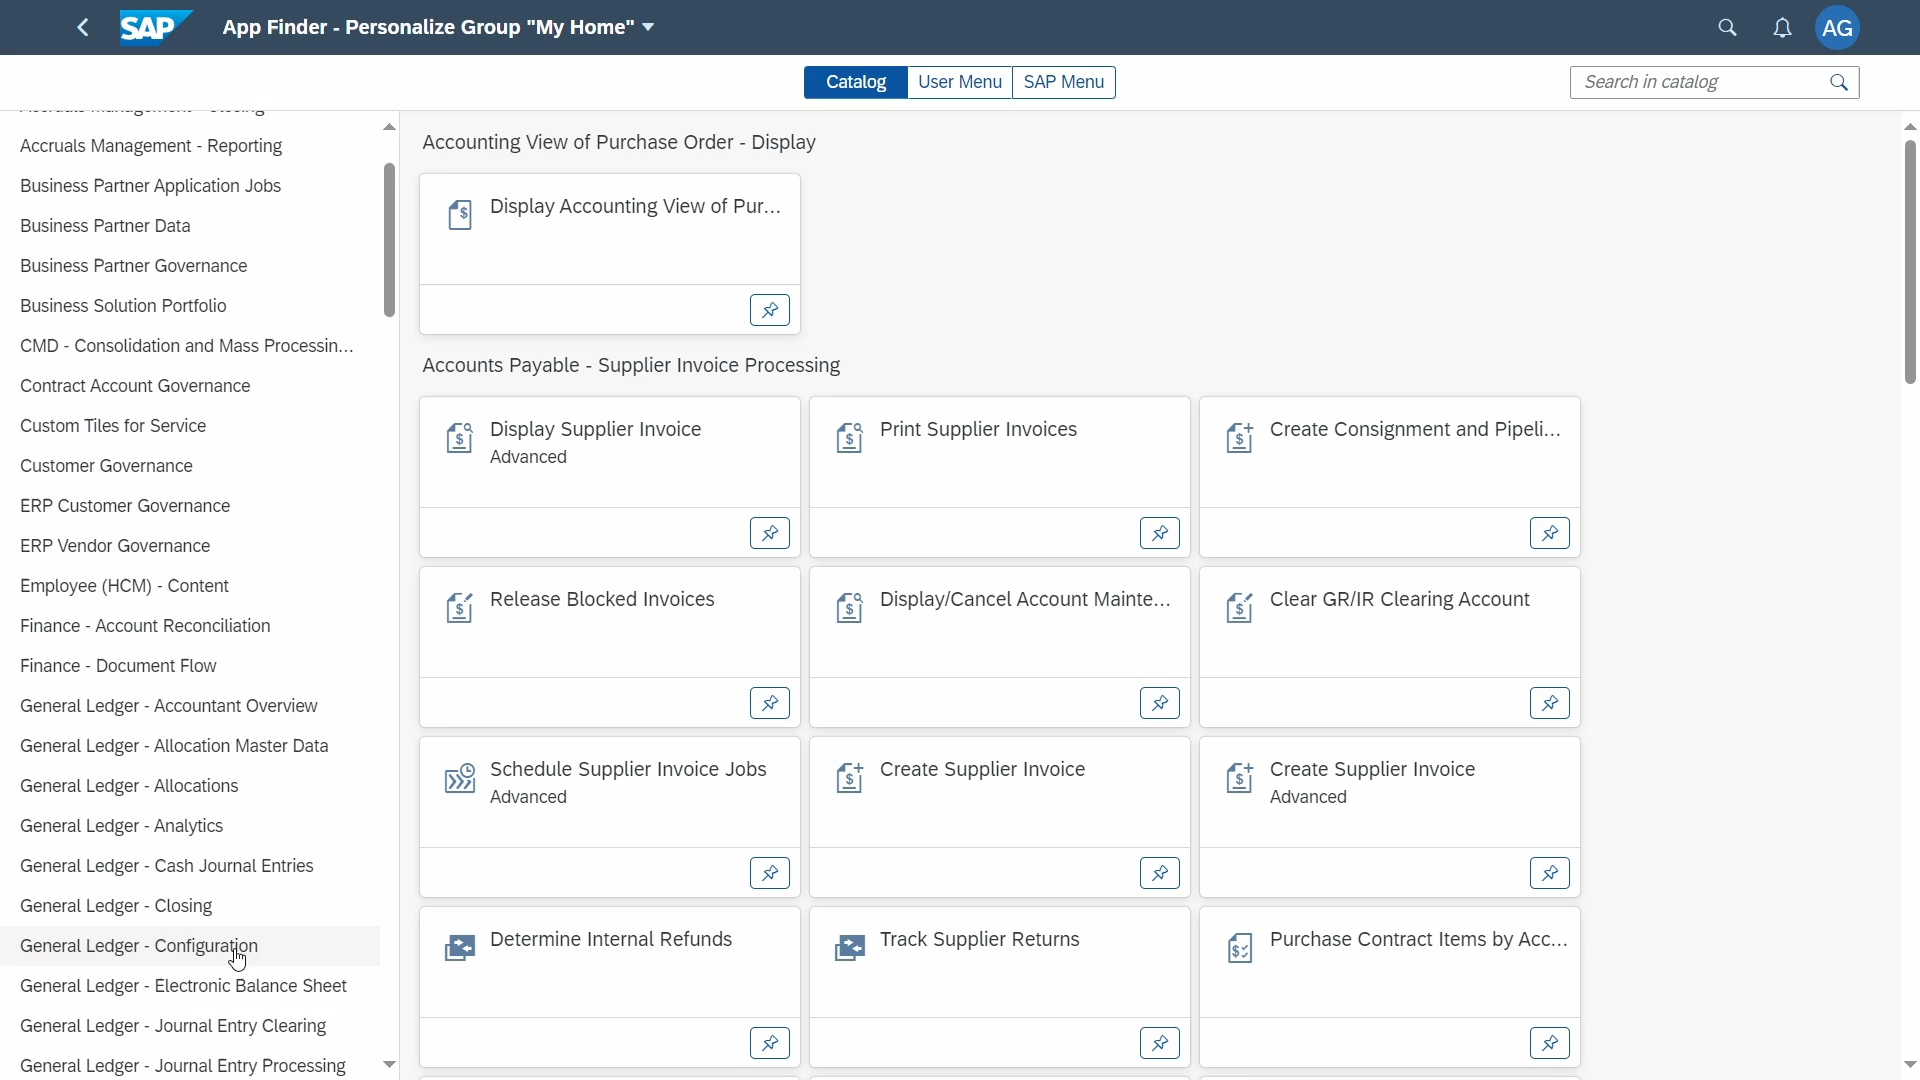 SAP
App Finder - Personalize Group "My Home"
AG
Catalog
User Menu
SAP Menu
Search in catalog
Accruals Management - Closing
Accruals Management - Reporting
Business Partner Application Jobs
Business Partner Data
Business Partner Governance
Business Solution Portfolio
CMD - Consolidation and Mass Processin...
Contract Account Governance
Custom Tiles for Service
Customer Governance
ERP Customer Governance
ERP Vendor Governance
Employee (HCM) - Content
Finance - Account Reconciliation
Finance - Document Flow
General Ledger - Accountant Overview
General Ledger - Allocation Master Data
General Ledger - Allocations
General Ledger - Analytics
General Ledger - Cash Journal Entries
General Ledger - Closing
General Ledger - Configuration
General Ledger - Electronic Balance Sheet
General Ledger - Journal Entry Clearing
General Ledger - Journal Entry Processing
Accounting View of Purchase Order - Display
Display Accounting View of Pur...
Accounts Payable - Supplier Invoice Processing
Display Supplier Invoice
Advanced
Print Supplier Invoices
Create Consignment and Pipeli...
Release Blocked Invoices
Display/Cancel Account Mainte...
Clear GR/IR Clearing Account
Schedule Supplier Invoice Jobs
Advanced
Create Supplier Invoice
Create Supplier Invoice
Advanced
Determine Internal Refunds
Track Supplier Returns
Purchase Contract Items by Acc...